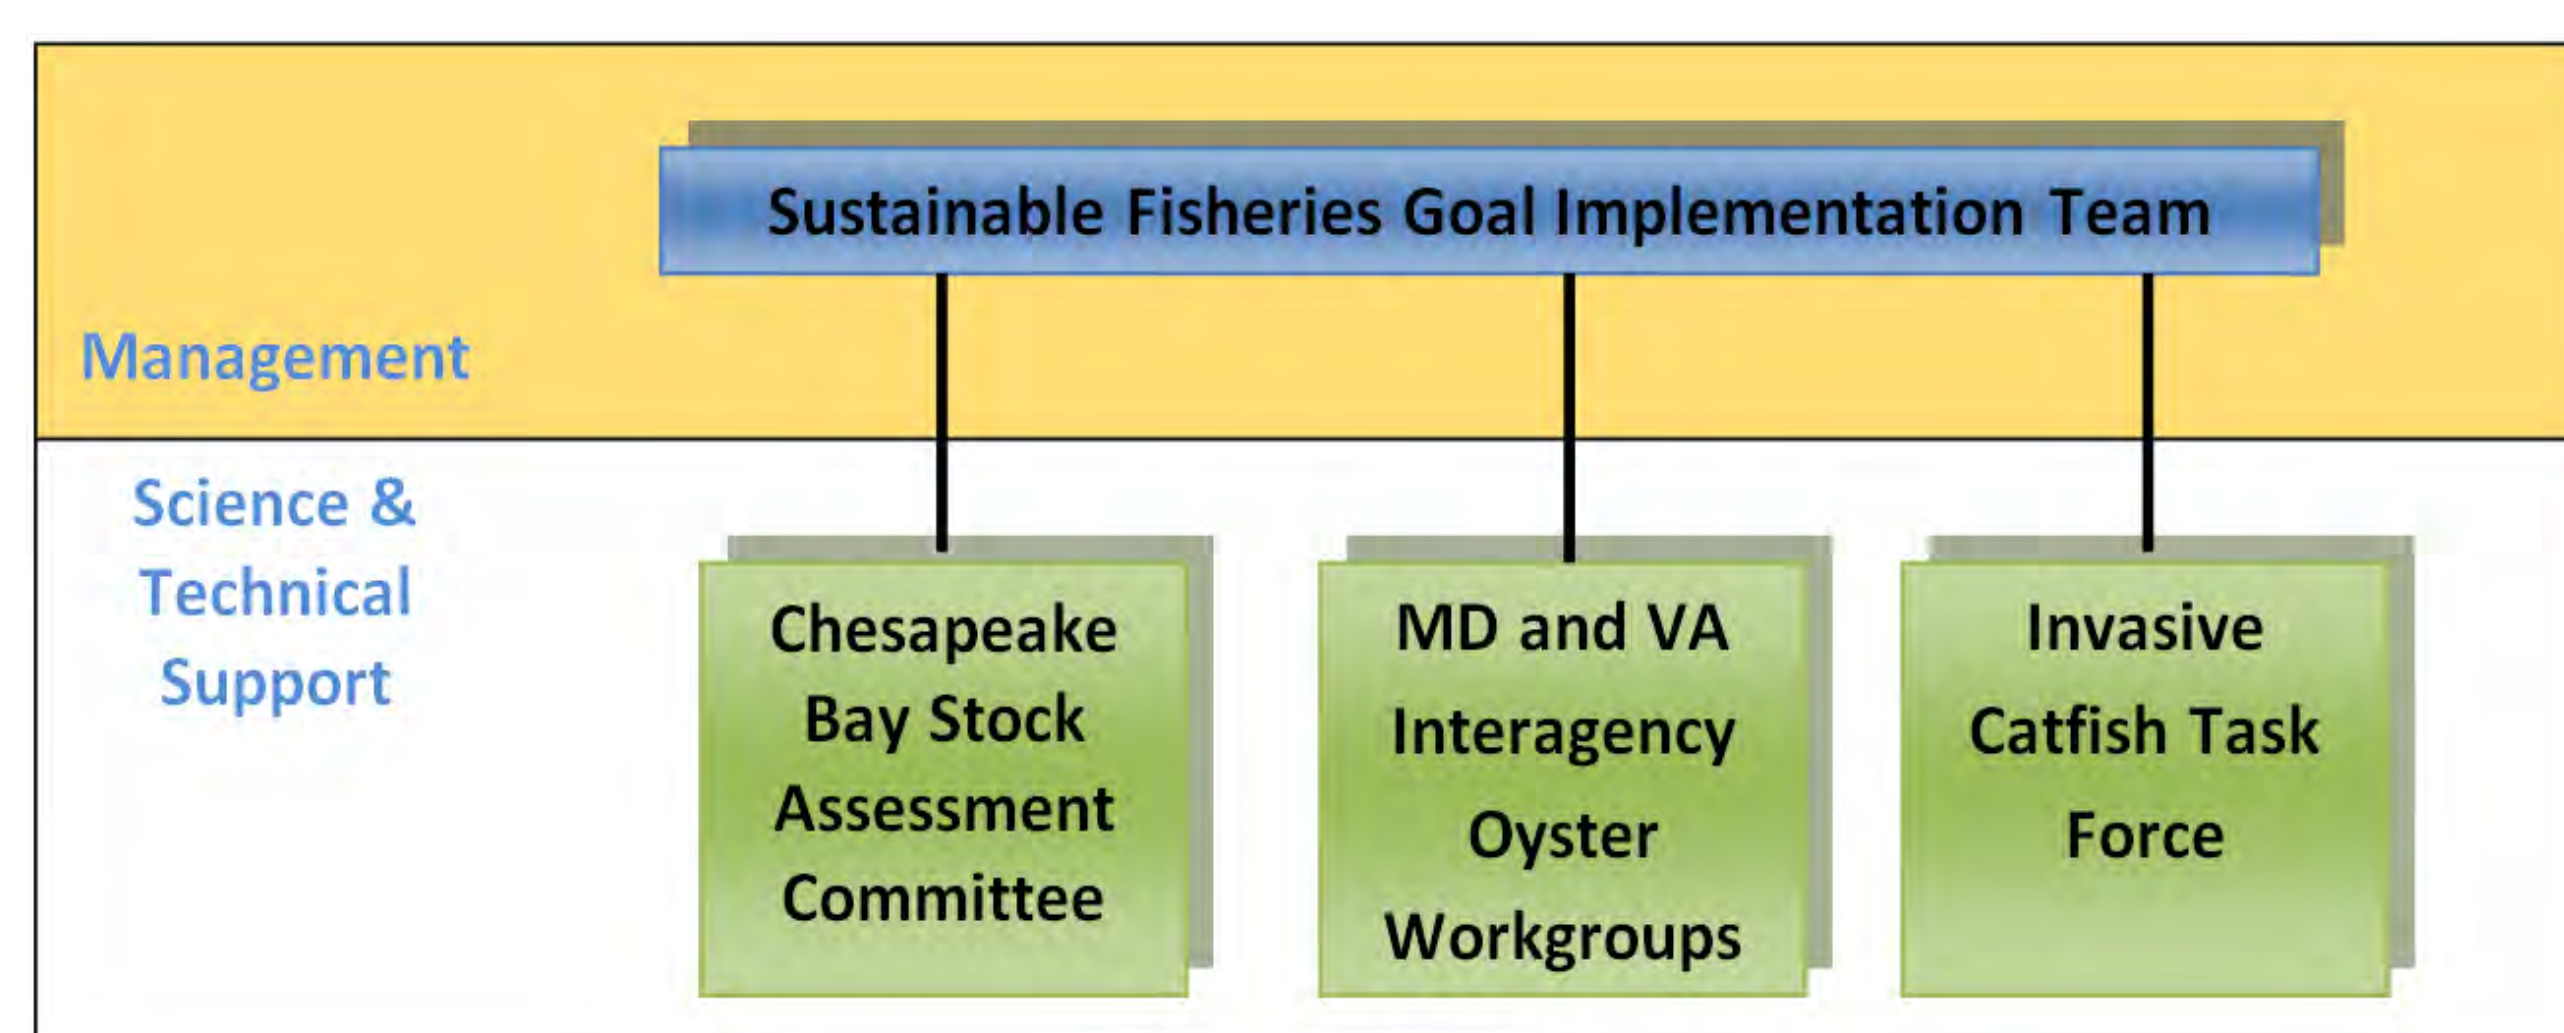 Sustainable Fisheries Goal Implementation Team
Management
Science &
Technical
Support
Chesapeake
Bay Stock
Assessment
Committee
MD and VA
Interagency
Oyster
Workgroups
Invasive
Catfish Task
Force